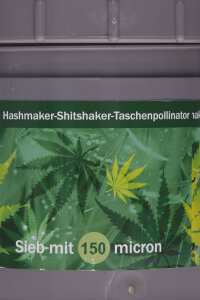 Hashmaker-Shitshaker-Taschenpollinator
Sieb mit 150 micron